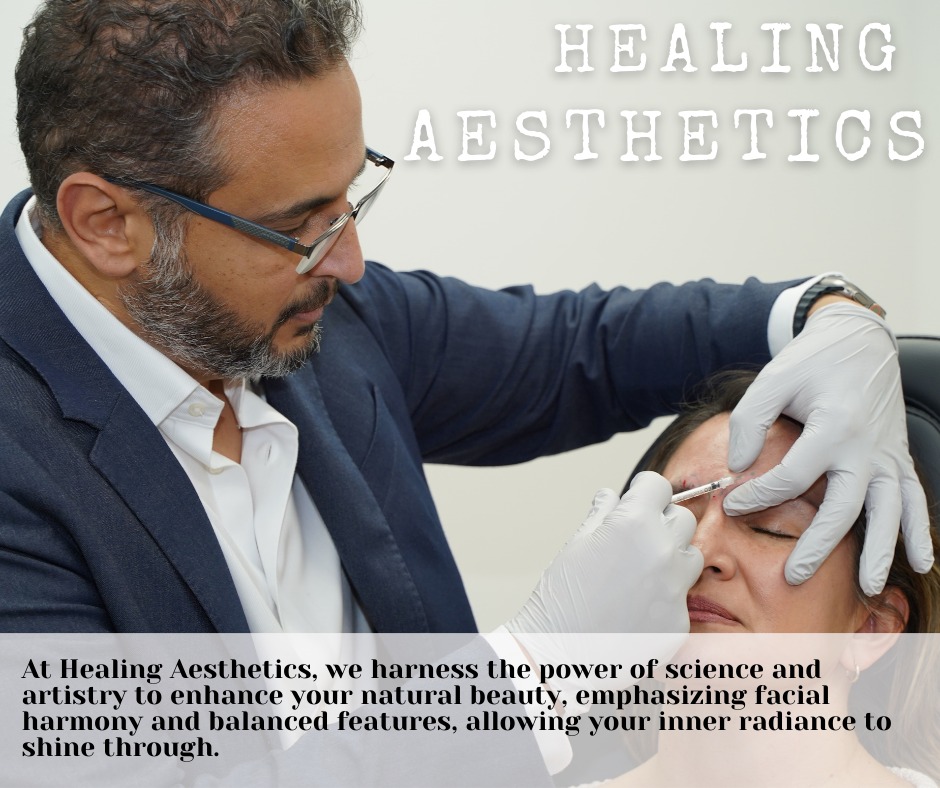 HEALING
AESTHETICS
At Healing Aesthetics, we harness the power of science and
artistry to enhance your natural beauty, emphasizing facial
harmony and balanced features, allowing your inner radiance to
shine through.